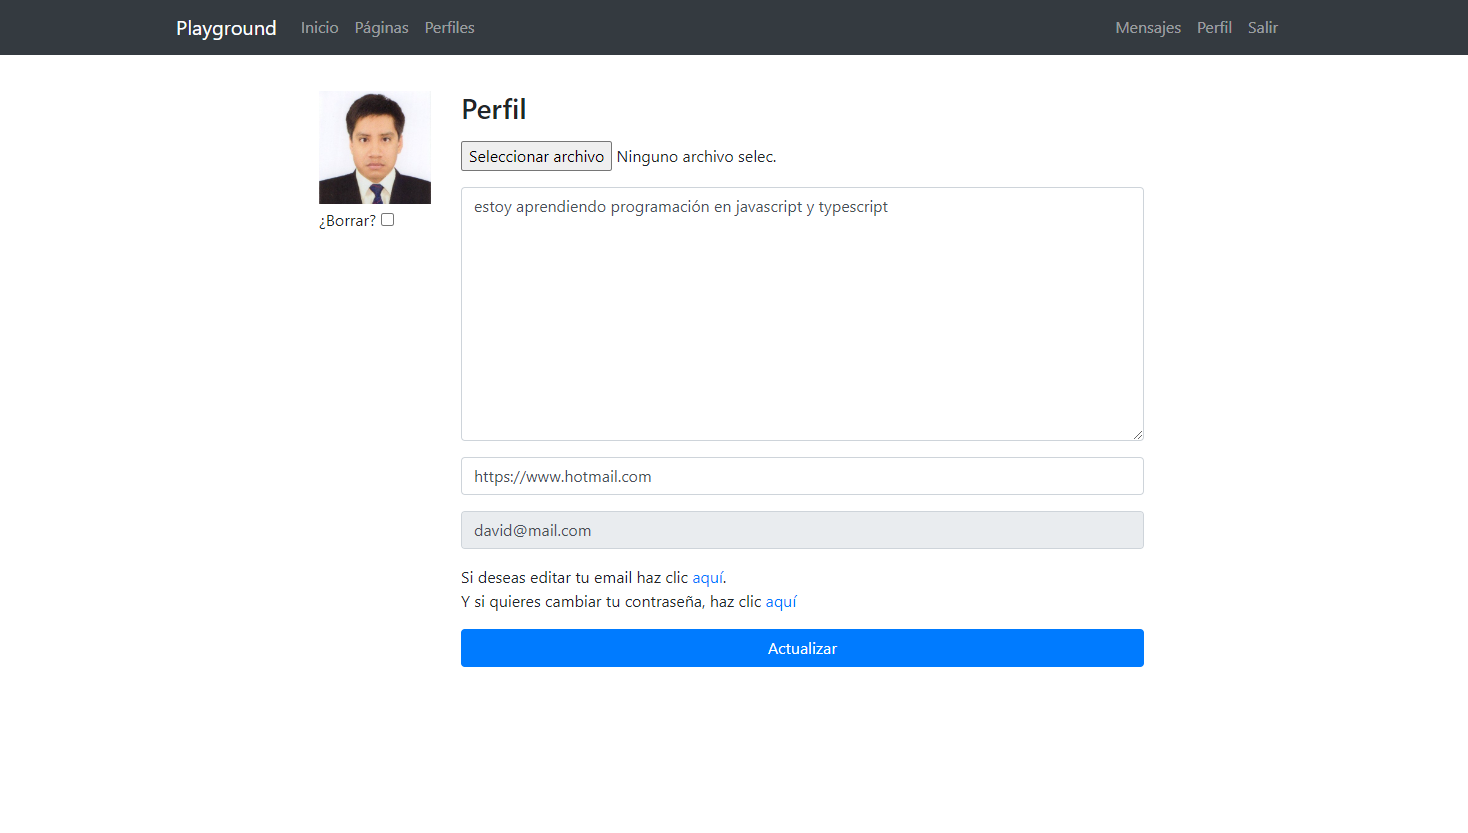 Playground Inicio Páginas Perfiles Mensajes Perfil Salir
Perfil
Seleccionar archivo Ninguno archivo selec.
¿Borrar?
estoy aprendiendo programación en javascript y typescript
https://www.hotmail.com
david@mail.com
Si deseas editar tu email haz clic aquí.
Y si quieres cambiar tu contraseña, haz clic aquí
Actualizar